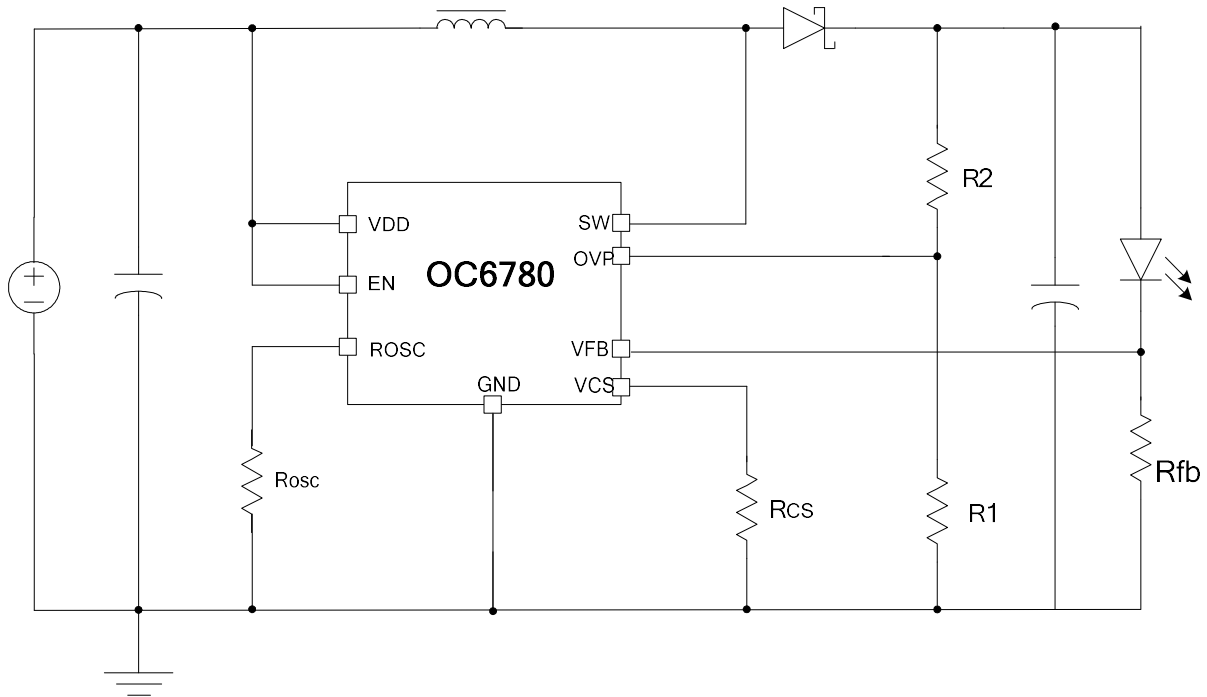 R2
VDD
SW
OVP
OC6780
EN
ROSC
VFB
GND
VCS
Rosc
RCS
R1
Rfb